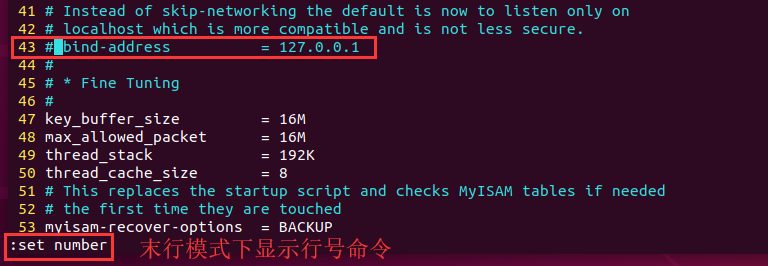 41 # Instead of skip-networking the default is now to listen only on
42 # localhost which is more compatible and is not less secure.
43 # bind-address          = 127.0.0.1
44 #
45 # * Fine Tuning
46 #
47 key_buffer_size         = 16M
48 max_allowed_packet      = 16M
49 thread_stack            = 192K
50 thread_cache_size       = 8
51 # This replaces the startup script and checks MyISAM tables if needed
52 # the first time they are touched
53 myisam-recover-options  = BACKUP
:set number 末行模式下显示行号命令